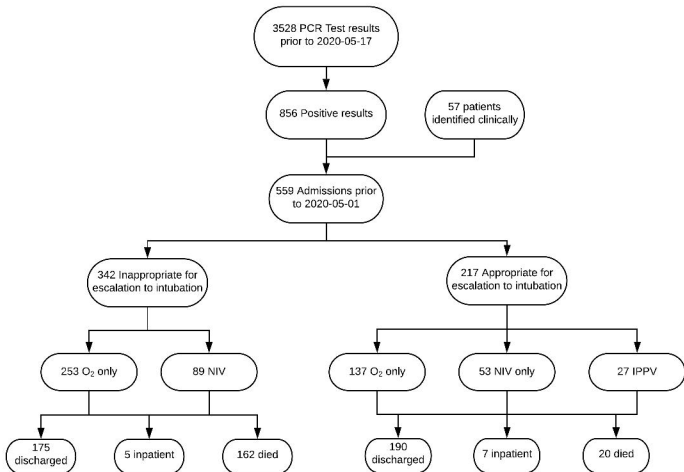 3528 PCR Test results
prior to 2020-05-17
856 Positive results
57 patients
identified clinically
559 Admissions prior
to 2020-05-01
342 Inappropriate for
escalation to intubation
217 Appropriate for
escalation to intubation
253 O₂ only
89 NIV
137 O₂ only
53 NIV only
27 IPPV
175
discharged
5 inpatient
162 died
190
discharged
7 inpatient
20 died